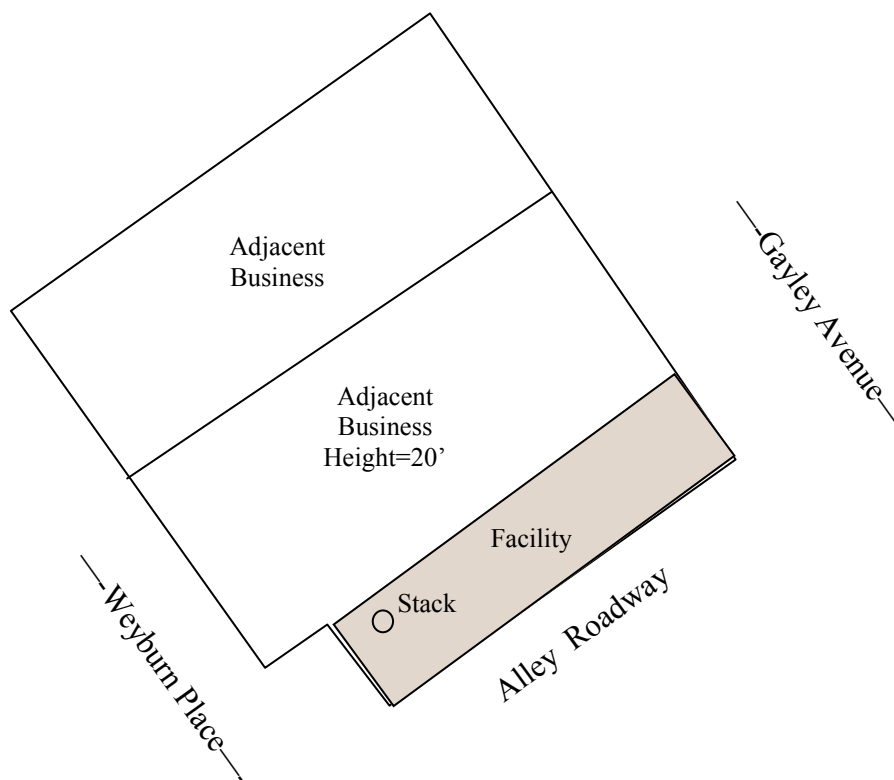 Adjacent
Business
Gayley Avenue
Adjacent
Business
Height=20’
Facility
Stack
Alley Roadway
Weyburn Place